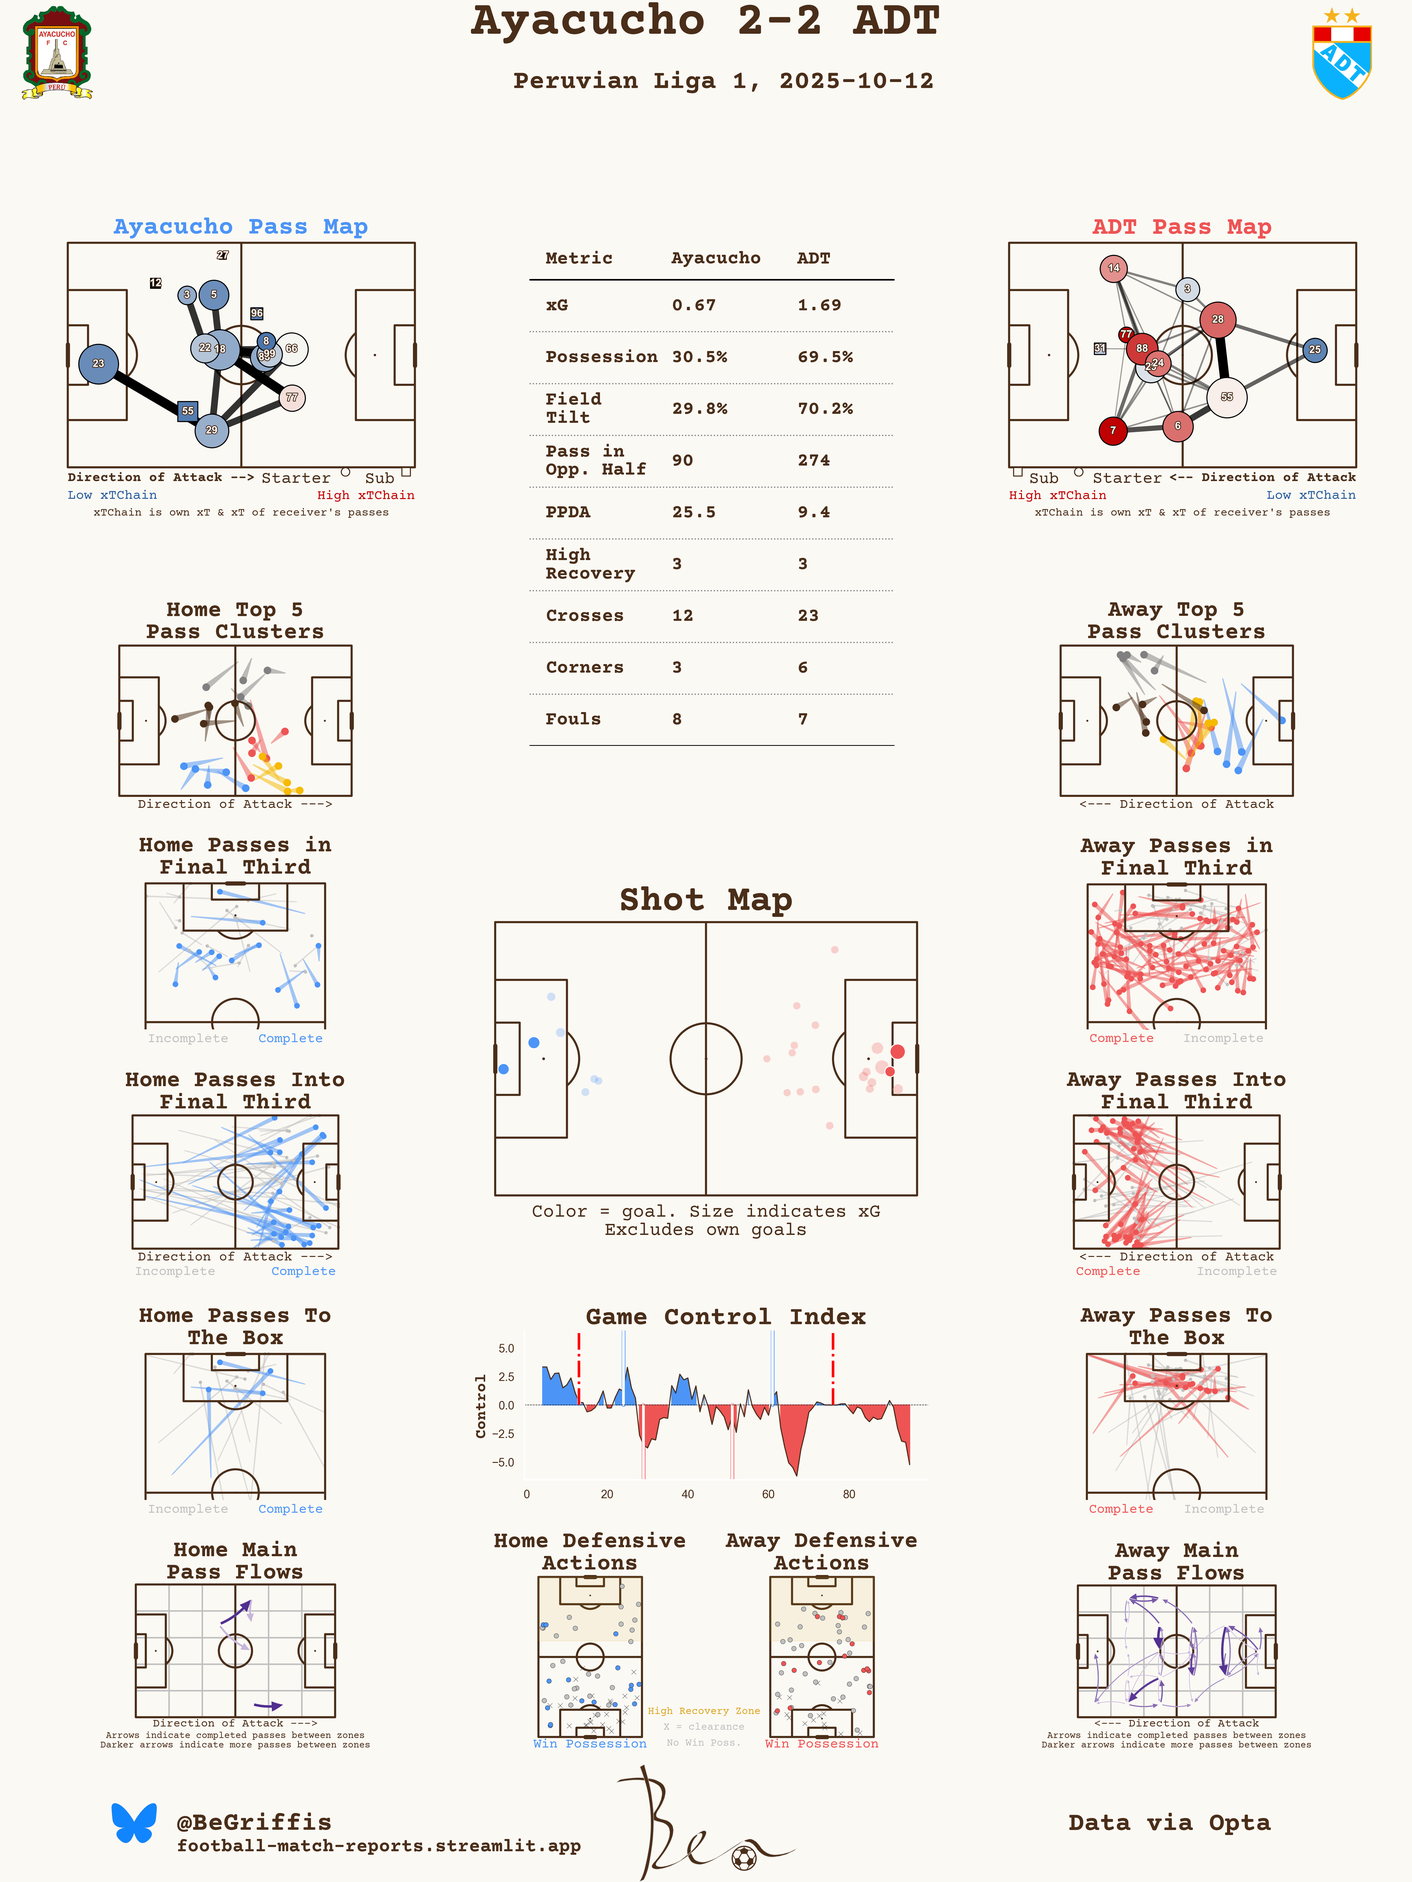 Ayacucho 2-2 ADT
Peruvian Liga 1, 2025-10-12
AYACUCHO
F C
PERU
ADT
Ayacucho Pass Map
27
12
3
5
96
22
18
8
99
66
23
77
55
29
Direction of Attack --> Starter Sub
Low xTChain High xTChain
xTChain is own xT & xT of receiver's passes
Metric Ayacucho ADT
xG 0.67 1.69
Possession 30.5% 69.5%
Field
Tilt 29.8% 70.2%
Pass in
Opp. Half 90 274
PPDA 25.5 9.4
High
Recovery 3 3
Crosses 12 23
Corners 3 6
Fouls 8 7
ADT Pass Map
14
3
28
77
31
88
24
25
55
7
6
Sub Starter <-- Direction of Attack
High xTChain Low xTChain
xTChain is own xT & xT of receiver's passes
Home Top 5
Pass Clusters
Direction of Attack --->
Away Top 5
Pass Clusters
<--- Direction of Attack
Home Passes in
Final Third
Incomplete Complete
Shot Map
Color = goal. Size indicates xG
Excludes own goals
Away Passes in
Final Third
Complete Incomplete
Home Passes Into
Final Third
Direction of Attack --->
Incomplete Complete
Away Passes Into
Final Third
<--- Direction of Attack
Complete Incomplete
Home Passes To
The Box
Incomplete Complete
Game Control Index
Control
5.0
2.5
0.0
−2.5
−5.0
0 20 40 60 80
Away Passes To
The Box
Complete Incomplete
Home Main
Pass Flows
Direction of Attack --->
Arrows indicate completed passes between zones
Darker arrows indicate more passes between zones
Home Defensive
Actions
Win Possession
Away Defensive
Actions
Win Possession
High Recovery Zone
X = clearance
No Win Poss.
Away Main
Pass Flows
<--- Direction of Attack
Arrows indicate completed passes between zones
Darker arrows indicate more passes between zones
@BeGriffis
football-match-reports.streamlit.app
Ben
Data via Opta